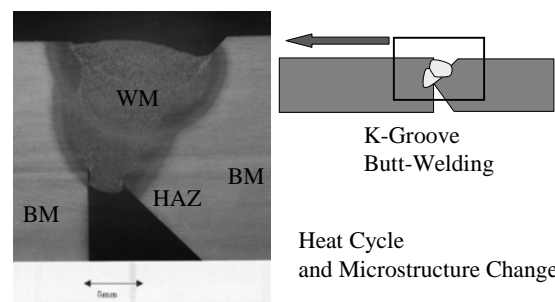 WM
BM
HAZ
BM
5mm
K-Groove
Butt-Welding
Heat Cycle
and Microstructure Change